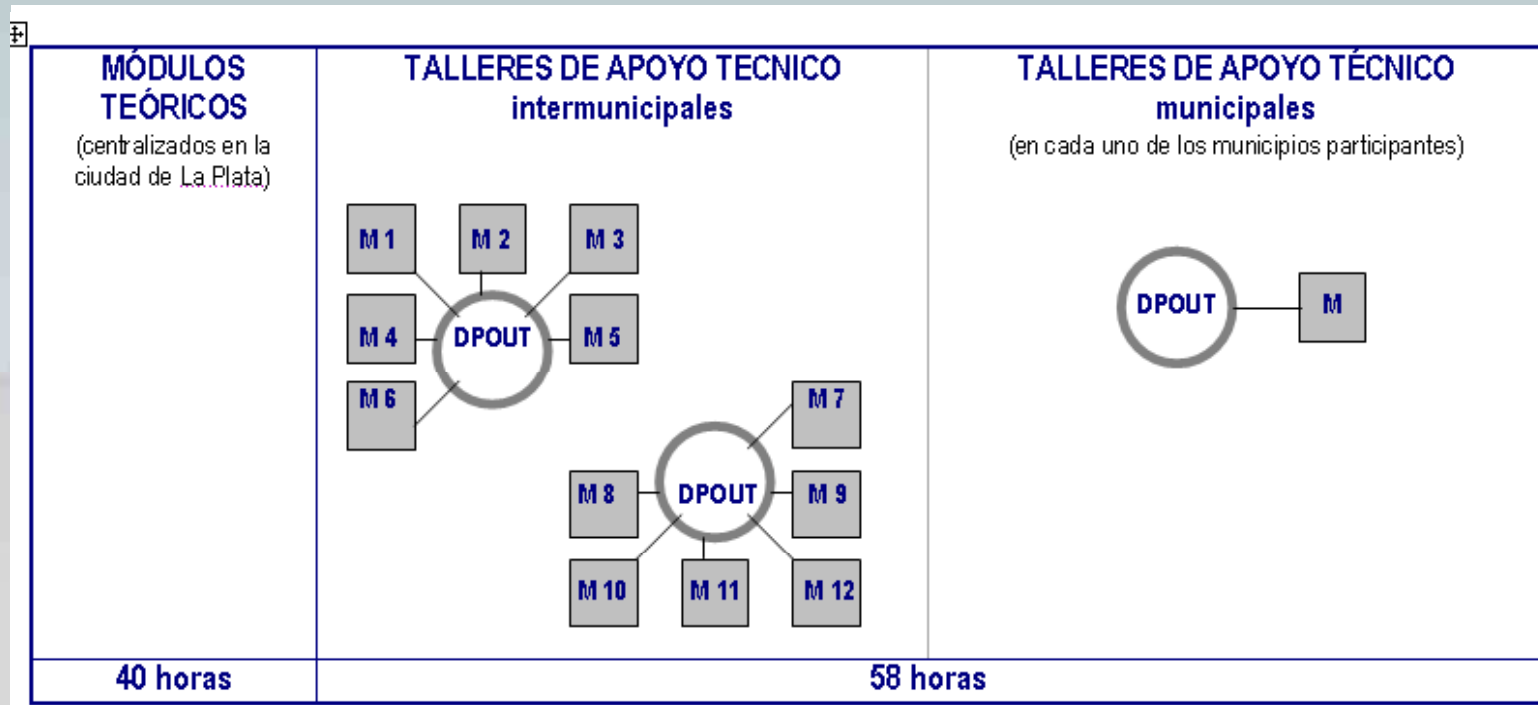 MÓDULOS
TEÓRICOS
(centralizados en la
ciudad de La Plata)
TALLERES DE APOYO TECNICO
intermunicipales
M 1
M 2
M 3
M 4
DPOUT
M 5
M 6
M 7
M 8
DPOUT
M 9
M 10
M 11
M 12
TALLERES DE APOYO TÉCNICO
municipales
(en cada uno de los municipios participantes)
DPOUT
M
40 horas
58 horas